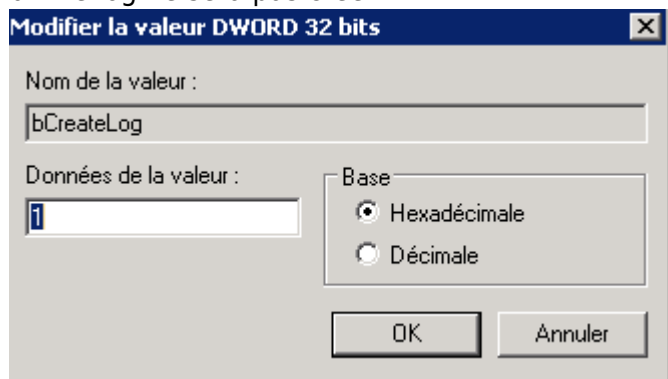 Modifier la valeur DWORD 32 bits
Nom de la valeur :
bCreateLog
Données de la valeur :
1
Base
Hexadécimale
Décimale
OK
Annuler